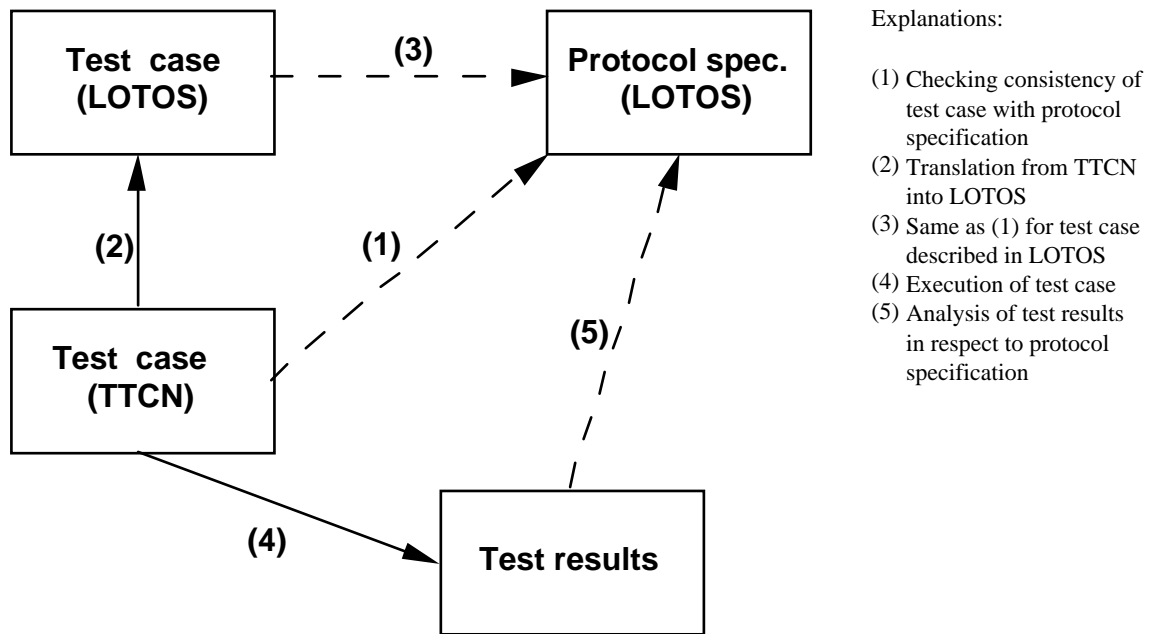 Test case
(LOTOS)
(3)
Protocol spec.
(LOTOS)
(2)
(1)
Test case
(TTCN)
(5)
(4)
Test results
Explanations:
(1) Checking consistency of
test case with protocol
specification
(2) Translation from TTCN
into LOTOS
(3) Same as (1) for test case
described in LOTOS
(4) Execution of test case
(5) Analysis of test results
in respect to protocol
specification